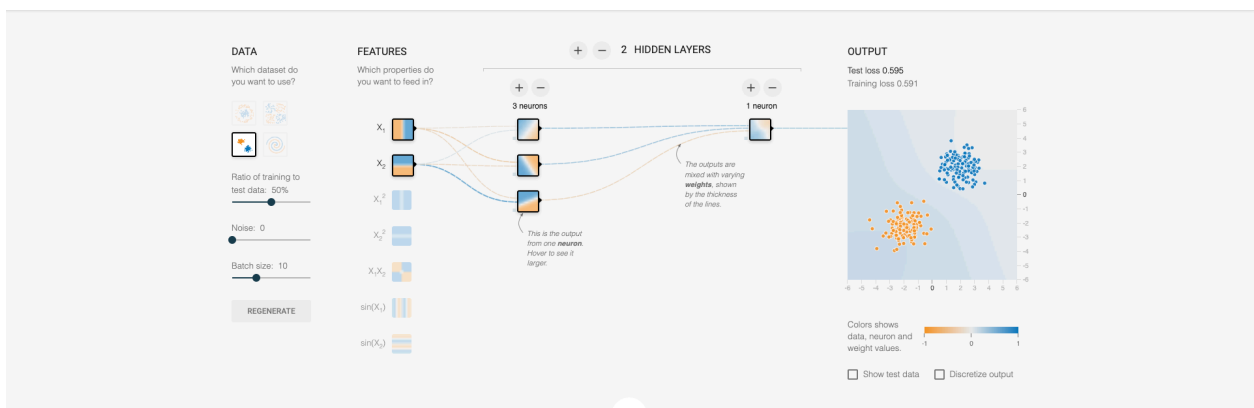 DATA
Which dataset do
you want to use?
Ratio of training to
test data: 50%
Noise: 0
Batch size: 10
REGENERATE
FEATURES
Which properties do
you want to feed in?
X₁
X₂
X₁²
X₂²
X₁X₂
sin(X₁)
sin(X₂)
+ − 2 HIDDEN LAYERS
+ −
3 neurons
+ −
1 neuron
This is the output
from one neuron.
Hover to see it
larger.
The outputs are
mixed with varying
weights, shown
by the thickness
of the lines.
OUTPUT
Test loss 0.595
Training loss 0.591
6
5
4
3
2
1
0
-1
-2
-3
-4
-5
-6
-6 -5 -4 -3 -2 -1 0 1 2 3 4 5 6
Colors shows
data, neuron and
weight values.
-1 0 1
Show test data
Discretize output